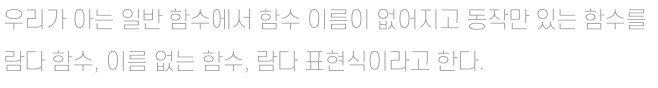 우리가 아는 일반 함수에서 함수 이름이 없어지고 동작만 있는 함수를
람다 함수, 이름 없는 함수, 람다 표현식이라고 한다.